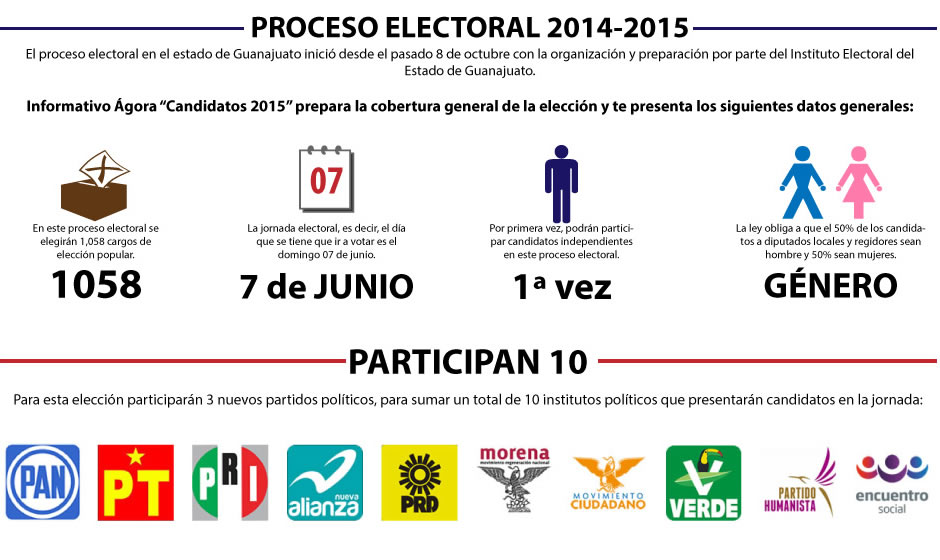 PROCESO ELECTORAL 2014-2015
El proceso electoral en el estado de Guanajuato inició desde el pasado 8 de octubre con la organización y preparación por parte del Instituto Electoral del
Estado de Guanajuato.
Informativo Ágora “Candidatos 2015” prepara la cobertura general de la elección y te presenta los siguientes datos generales:
En este proceso electoral se
elegirán 1,058 cargos de
elección popular.
1058
07
La jornada electoral, es decir, el día
que se tiene que ir a votar es el
domingo 07 de junio.
7 de JUNIO
Por primera vez, podrán partici-
par candidatos independientes
en este proceso electoral.
1ª vez
La ley obliga a que el 50% de los candida-
tos a diputados locales y regidores sean
hombre y 50% sean mujeres.
GÉNERO
PARTICIPAN 10
Para esta elección participarán 3 nuevos partidos políticos, para sumar un total de 10 institutos políticos que presentarán candidatos en la jornada:
PAN
PT
PRI
nueva
alianza
PRD
morena
movimiento regeneración nacional
MOVIMIENTO
CIUDADANO
VERDE
PARTIDO
HUMANISTA
encuentro
social